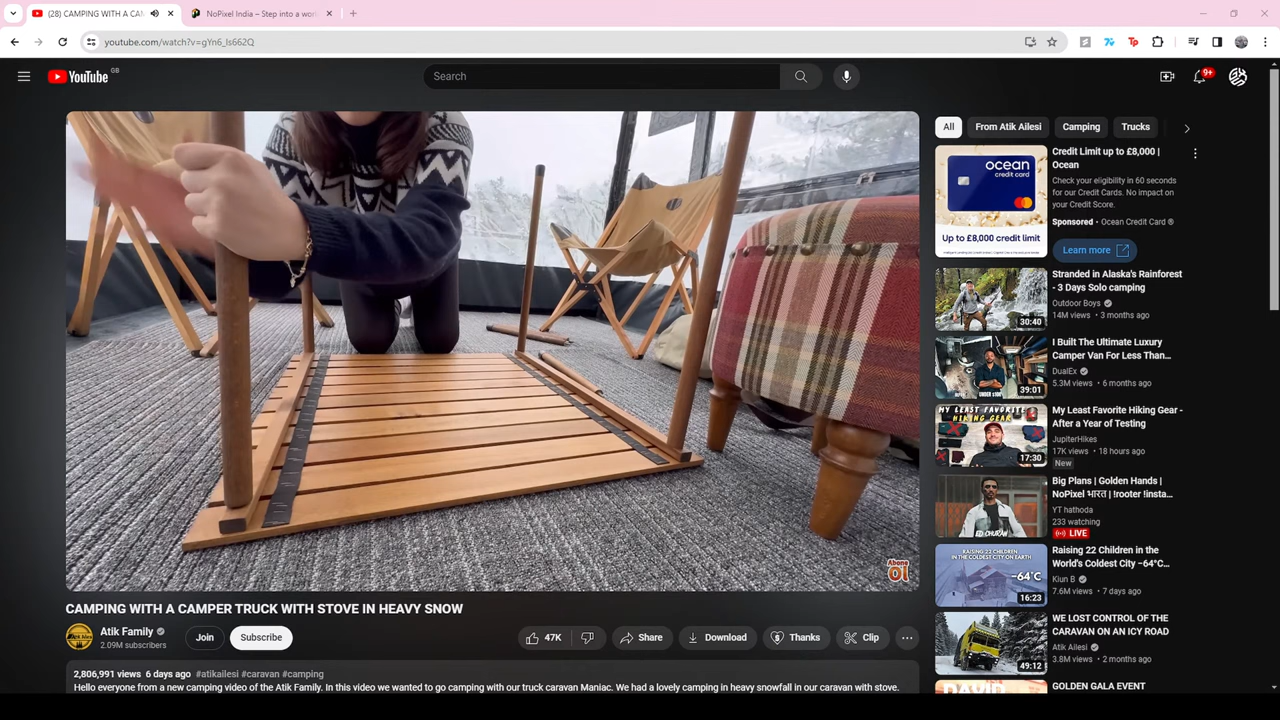 (28) CAMPING WITH A CAM
NoPixel India – Step into a wor
youtube.com/watch?v=gYn6_Is662Q
YouTube GB
Search
9+
All
From Atik Ailesi
Camping
Trucks
ocean
credit card
Up to £8,000 credit limit
Credit Limit up to £8,000 |
Ocean
Check your eligibility in 60 seconds
for our Credit Cards. No impact on
your Credit Score.
Sponsored · Ocean Credit Card ®
Learn more
Stranded in Alaska's Rainforest
- 3 Days Solo camping
Outdoor Boys
14M views · 3 months ago
30:40
I Built The Ultimate Luxury
Camper Van For Less Than...
DualEx
5.3M views · 6 months ago
39:01
MY LEAST FAVORITE
HIKING GEAR
My Least Favorite Hiking Gear -
After a Year of Testing
JupiterHikes
17K views · 18 hours ago
New
17:30
Big Plans | Golden Hands |
NoPixel भारत | !rooter !insta...
YT hathoda
233 watching
LIVE
ED CHURAN
RAISING 22 CHILDREN IN
THE COLDEST CITY ON EARTH
-64°C
16:23
Raising 22 Children in the
World's Coldest City −64°C...
Kiun B
7.6M views · 7 days ago
WE LOST CONTROL OF THE
CARAVAN ON AN ICY ROAD
Atik Ailesi
3.8M views · 2 months ago
49:12
GOLDEN GALA EVENT
Abone
Ol
CAMPING WITH A CAMPER TRUCK WITH STOVE IN HEAVY SNOW
Atik Family
2.09M subscribers
Join
Subscribe
47K
Share
Download
Thanks
Clip
2,806,991 views 6 days ago #atikailesi #caravan #camping
Hello everyone from a new camping video of the Atik Family. In this video we wanted to go camping with our truck caravan Maniac. We had a lovely camping in heavy snowfall in our caravan with stove.